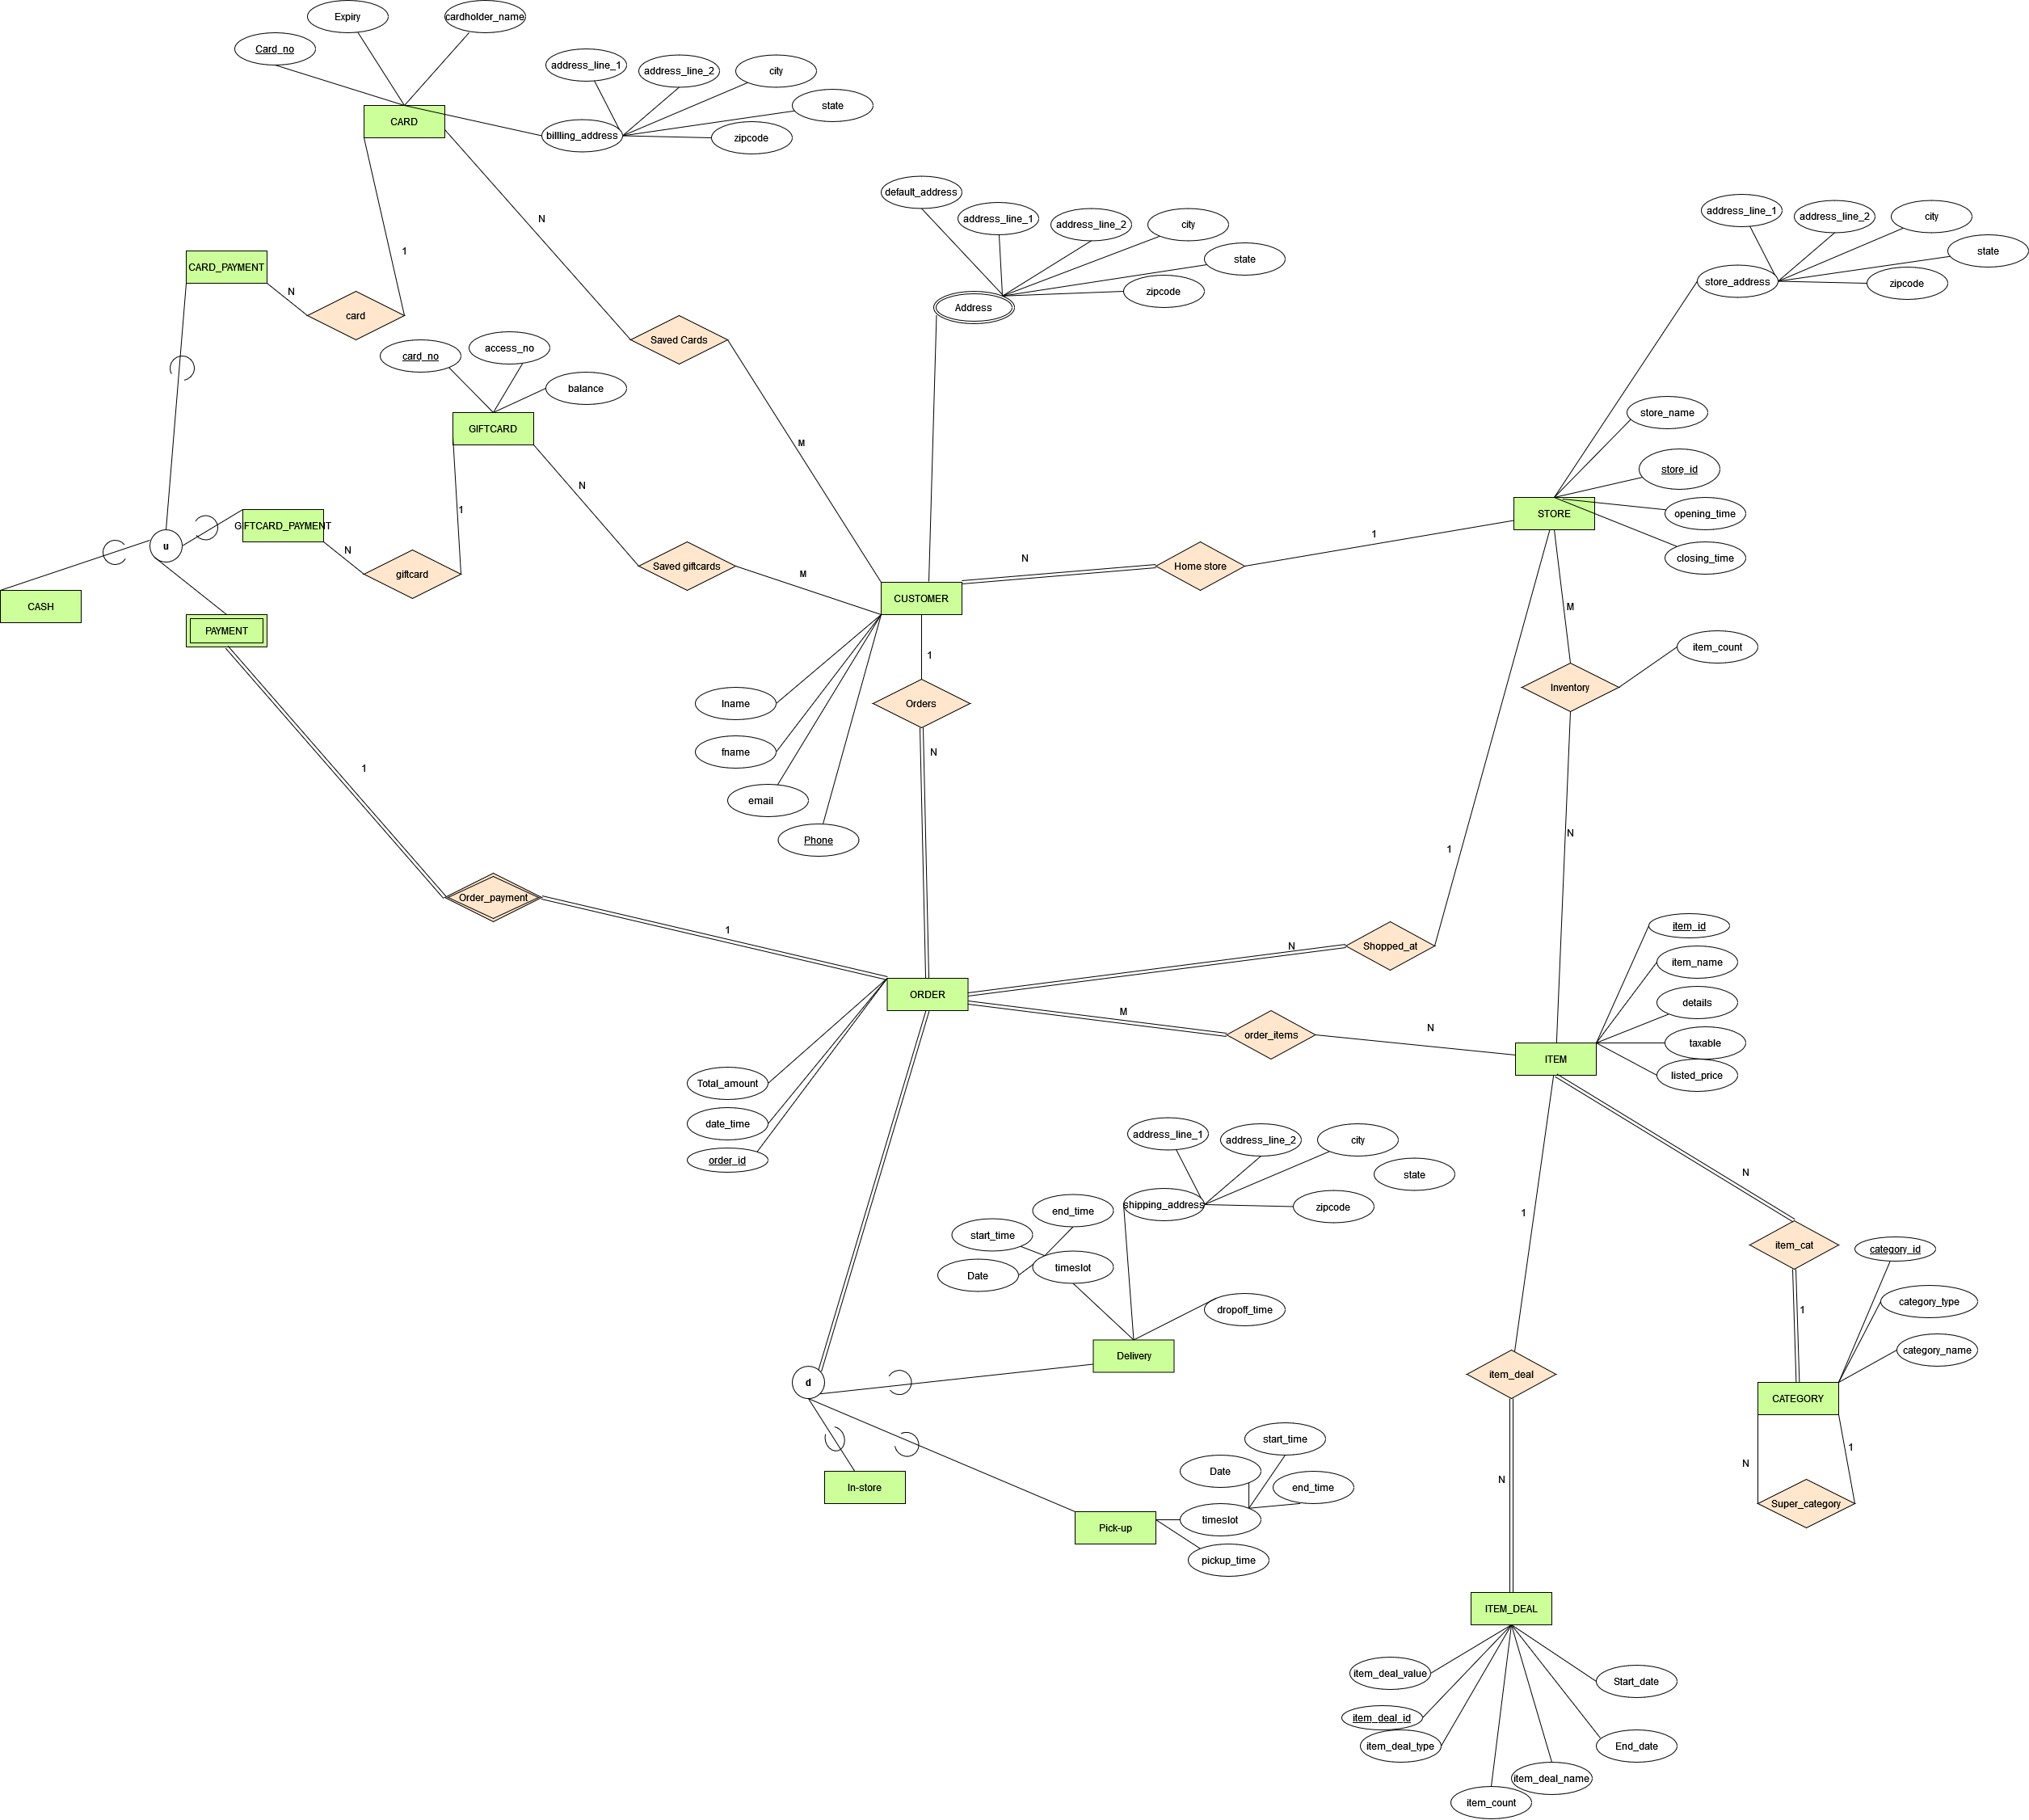 Expiry
cardholder_name
Card_no
address_line_1
address_line_2
city
state
CARD
billling_address
zipcode
default_address
address_line_1
address_line_2
city
state
zipcode
Address
address_line_1
address_line_2
city
state
store_address
zipcode
N
1
CARD_PAYMENT
N
card
Saved Cards
card_no
access_no
balance
GIFTCARD
M
store_name
store_id
opening_time
closing_time
STORE
N
1
GIFTCARD_PAYMENT
u
N
giftcard
Saved giftcards
M
N
Home store
1
CASH
PAYMENT
CUSTOMER
M
item_count
1
Inventory
lname
Orders
fname
N
email
Phone
1
N
1
Order_payment
1
item_id
N
Shopped_at
item_name
ORDER
details
M
order_items
N
taxable
ITEM
listed_price
Total_amount
date_time
order_id
address_line_1
address_line_2
city
state
N
shipping_address
zipcode
end_time
1
start_time
timeslot
Date
item_cat
category_id
dropoff_time
1
category_type
category_name
Delivery
d
item_deal
CATEGORY
start_time
1
N
Date
end_time
N
In-store
Super_category
timeslot
Pick-up
pickup_time
ITEM_DEAL
item_deal_value
Start_date
item_deal_id
item_deal_type
End_date
item_deal_name
item_count